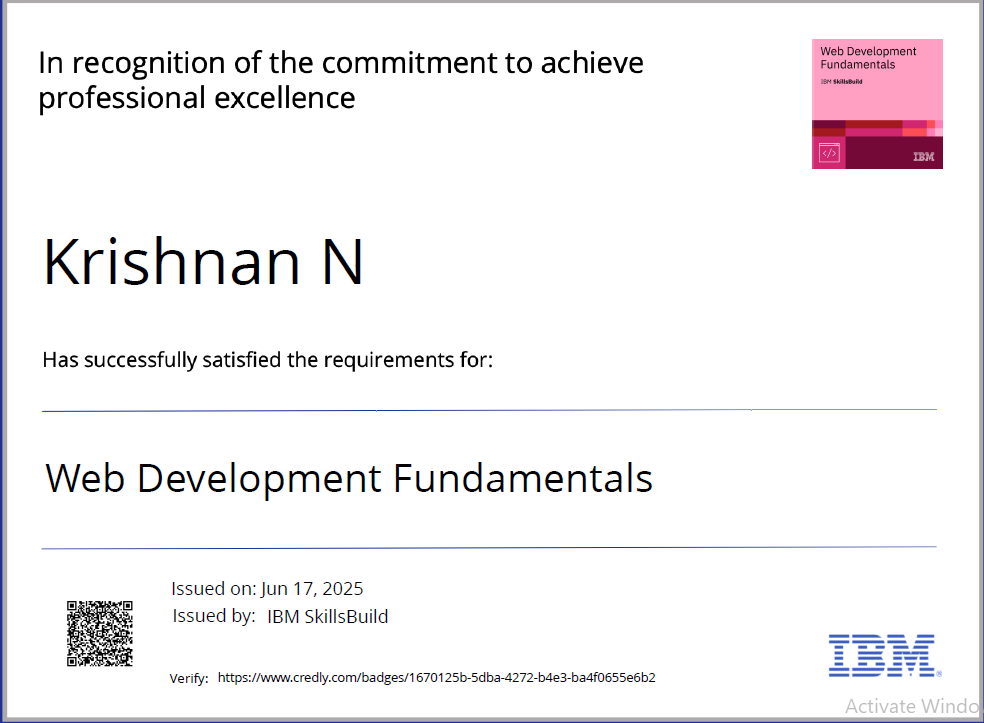 In recognition of the commitment to achieve
professional excellence
Web Development
Fundamentals
IBM SkillsBuild
</>
IBM
Krishnan N
Has successfully satisfied the requirements for:
Web Development Fundamentals
Issued on: Jun 17, 2025
Issued by: IBM SkillsBuild
Verify: https://www.credly.com/badges/1670125b-5dba-4272-b4e3-ba4f0655e6b2
IBM®
Activate Windo